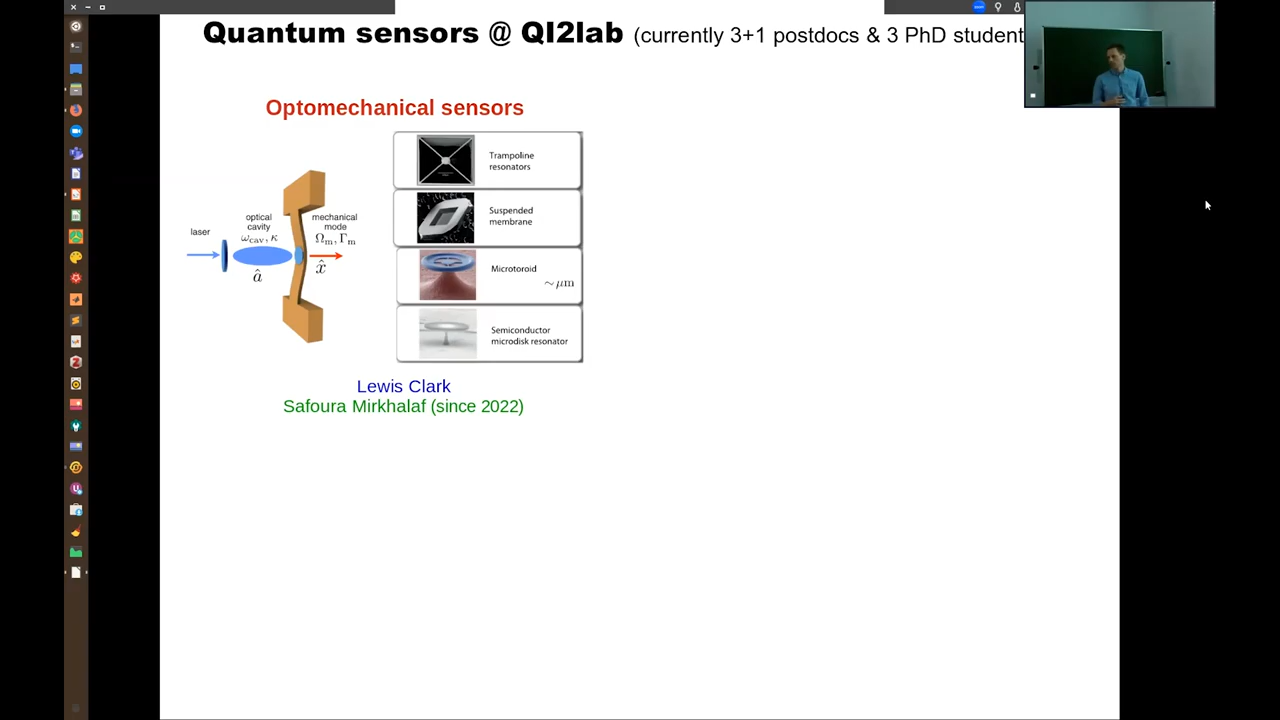 Quantum sensors @ QI2lab (currently 3+1 postdocs & 3 PhD student
Optomechanical sensors
laser
optical
cavity
ω_cav, κ
â
mechanical
mode
Ω_m, Γ_m
x̂
Trampoline
resonators
Suspended
membrane
Microtoroid
~ μm
Semiconductor
microdisk resonator
Lewis Clark
Safoura Mirkhalaf (since 2022)